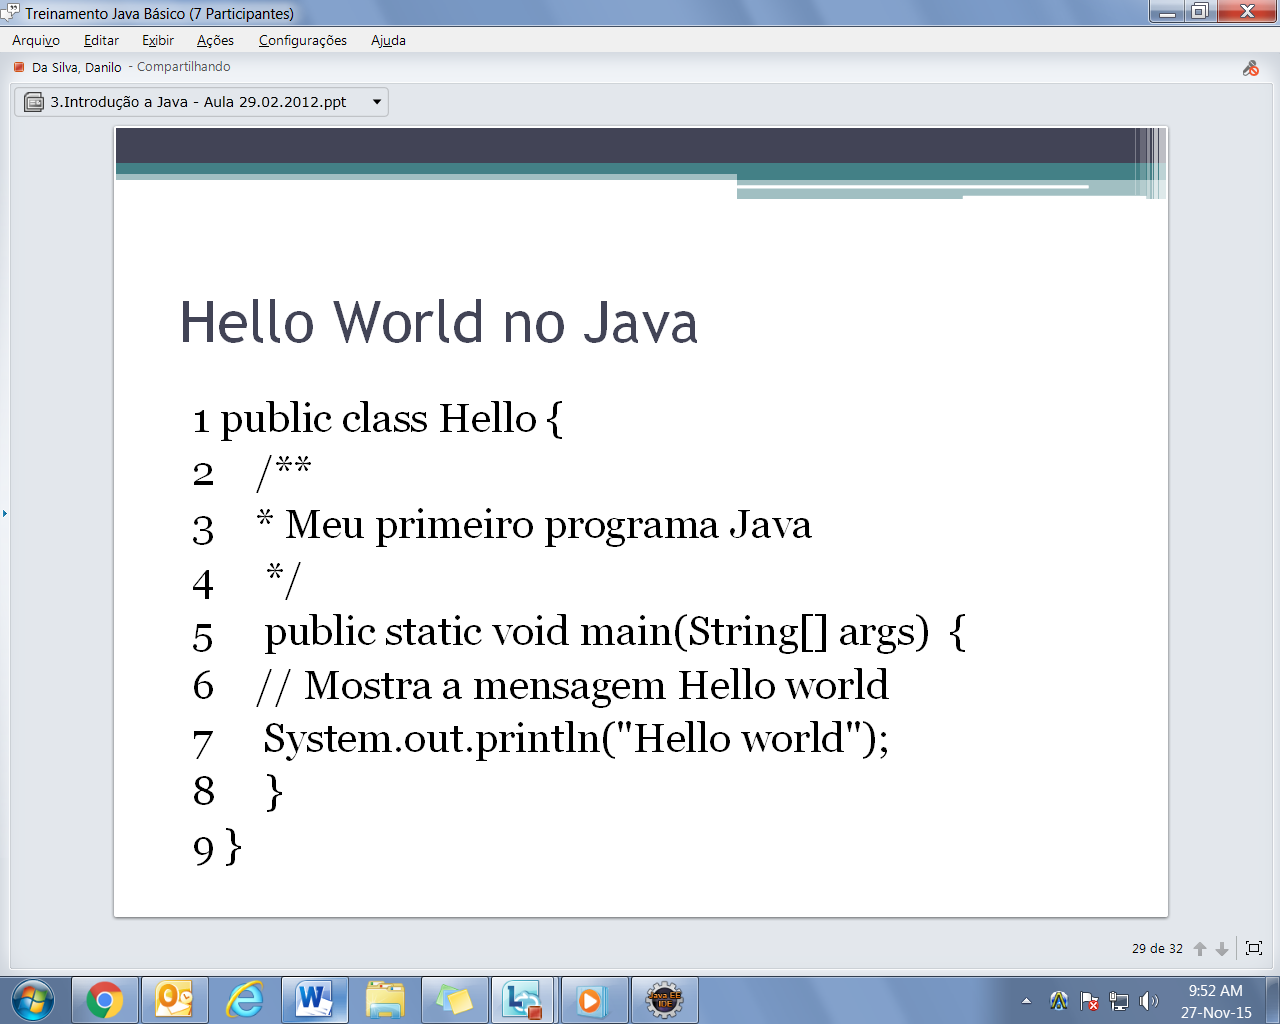 Treinamento Java Básico (7 Participantes)
Arquivo Editar Exibir Ações Configurações Ajuda
Da Silva, Danilo - Compartilhando
3.Introdução a Java - Aula 29.02.2012.ppt
Hello World no Java
1 public class Hello {
2 /**
3 * Meu primeiro programa Java
4 */
5 public static void main(String[] args) {
6 // Mostra a mensagem Hello world
7 System.out.println("Hello world");
8 }
9 }
29 de 32
Java EE
IDE
9:52 AM
27-Nov-15